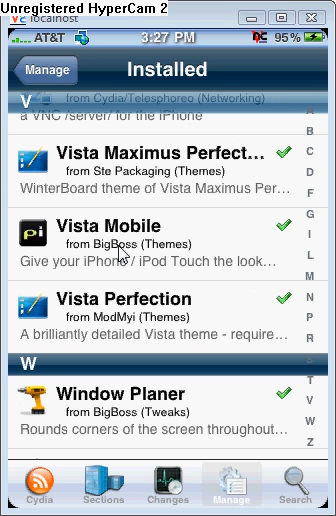 Unregistered HyperCam 2
localhost
AT&T 3:27 PM 95%
Manage Installed
V
from Cydia/Telesphoreo (Networking)
a VNC /server/ for the iPhone
Vista Maximus Perfect...
from Ste Packaging (Themes)
WinterBoard theme of Vista Maximus Per...
Vista Mobile
from BigBoss (Themes)
Give your iPhone / iPod Touch the look...
Vista Perfection
from ModMyi (Themes)
A brilliantly detailed Vista theme - require...
W
Window Planer
from BigBoss (Tweaks)
Rounds corners of the screen throughout...
A
B
C
D
F
G
I
L
M
N
P
R
S
T
V
W
Cydia Sections Changes Manage Search